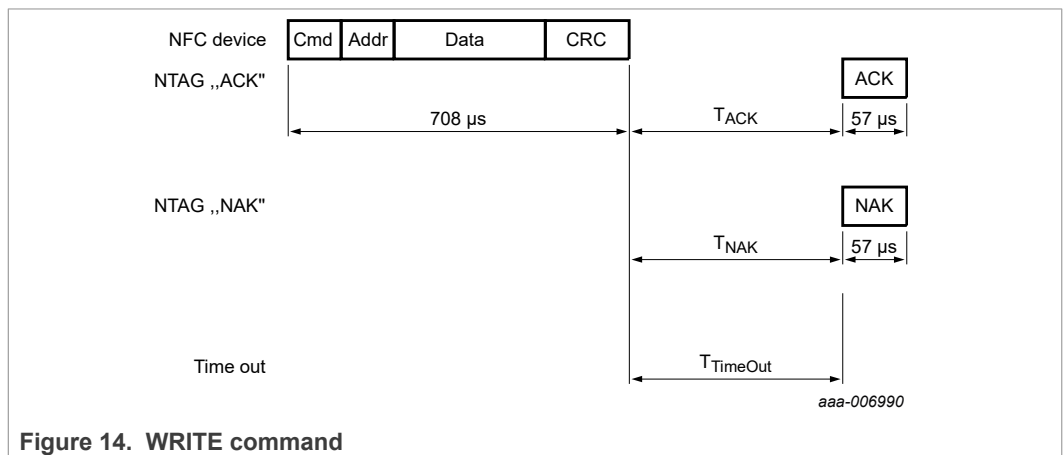 NFC device Cmd Addr Data CRC
NTAG ,,ACK" ACK
708 µs TACK 57 µs
NTAG ,,NAK" NAK
TNAK 57 µs
Time out TTimeOut
aaa-006990
Figure 14. WRITE command